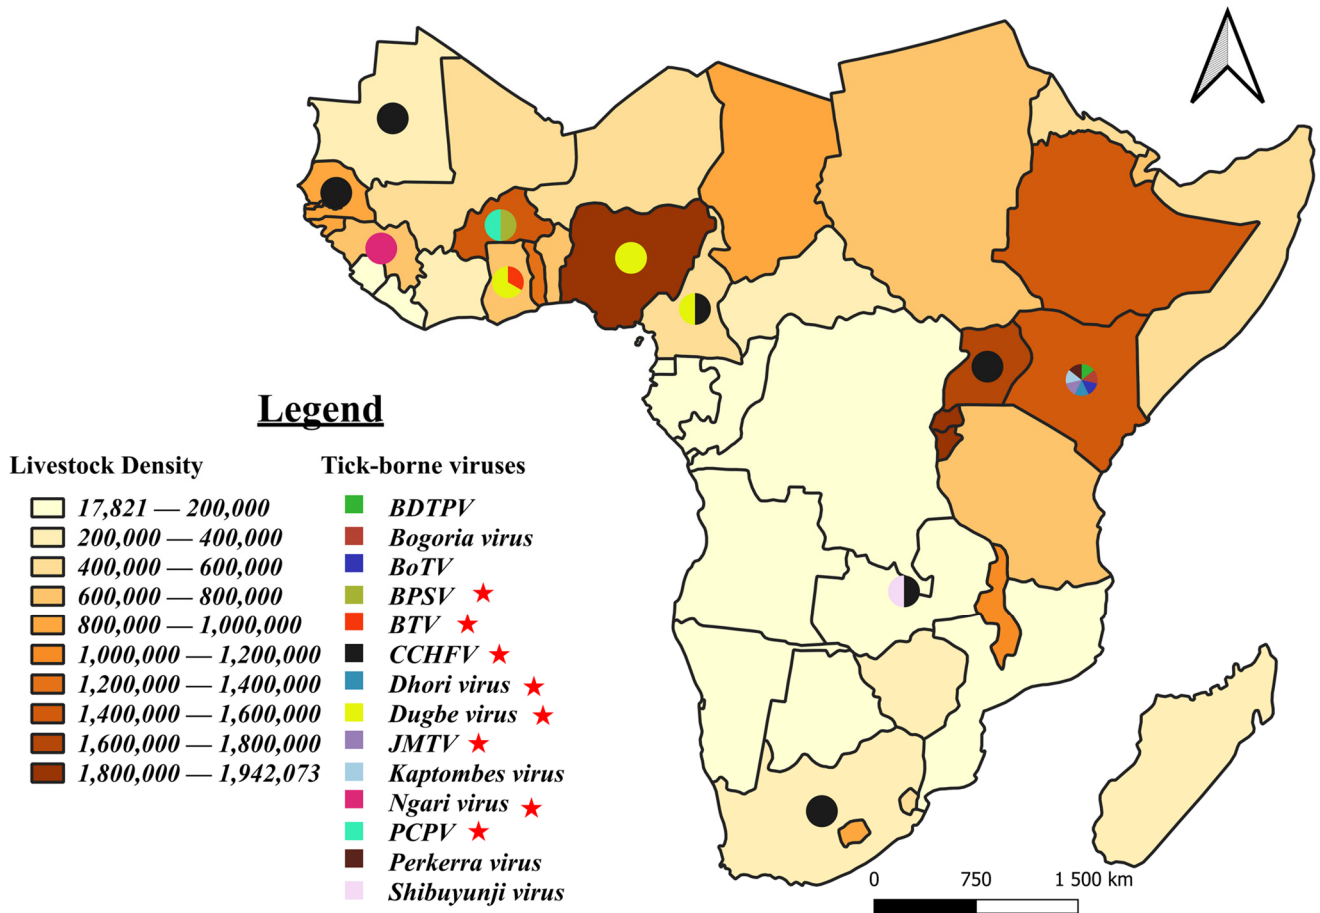 Legend
Livestock Density
17,821 — 200,000
200,000 — 400,000
400,000 — 600,000
600,000 — 800,000
800,000 — 1,000,000
1,000,000 — 1,200,000
1,200,000 — 1,400,000
1,400,000 — 1,600,000
1,600,000 — 1,800,000
1,800,000 — 1,942,073
Tick-borne viruses
BDTPV
Bogoria virus
BoTV
BPSV
BTV
CCHFV
Dhori virus
Dugbe virus
JMTV
Kaptombes virus
Ngari virus
PCPV
Perkerra virus
Shibuyunji virus
0 750 1 500 km